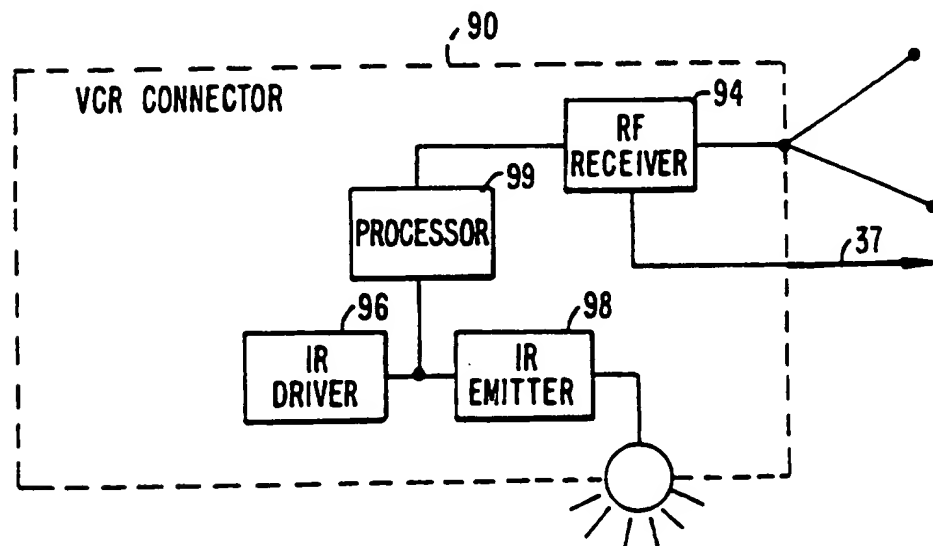 90
VCR CONNECTOR
94
RF
RECEIVER
99
PROCESSOR
37
96
IR
DRIVER
98
IR
EMITTER